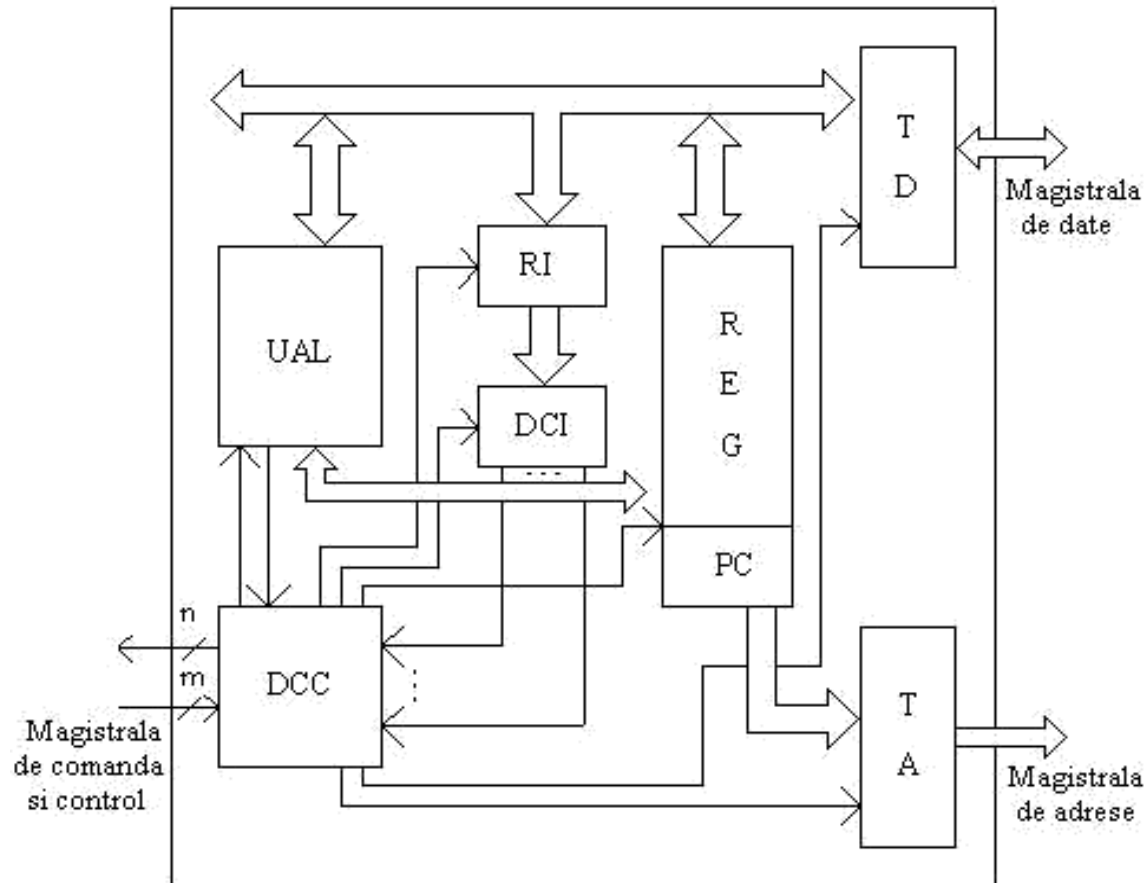 T
D
Magistrala
de date
RI
UAL
R
E
G
DCI
PC
n
m
DCC
Magistrala
de comanda
si control
T
A
Magistrala
de adrese